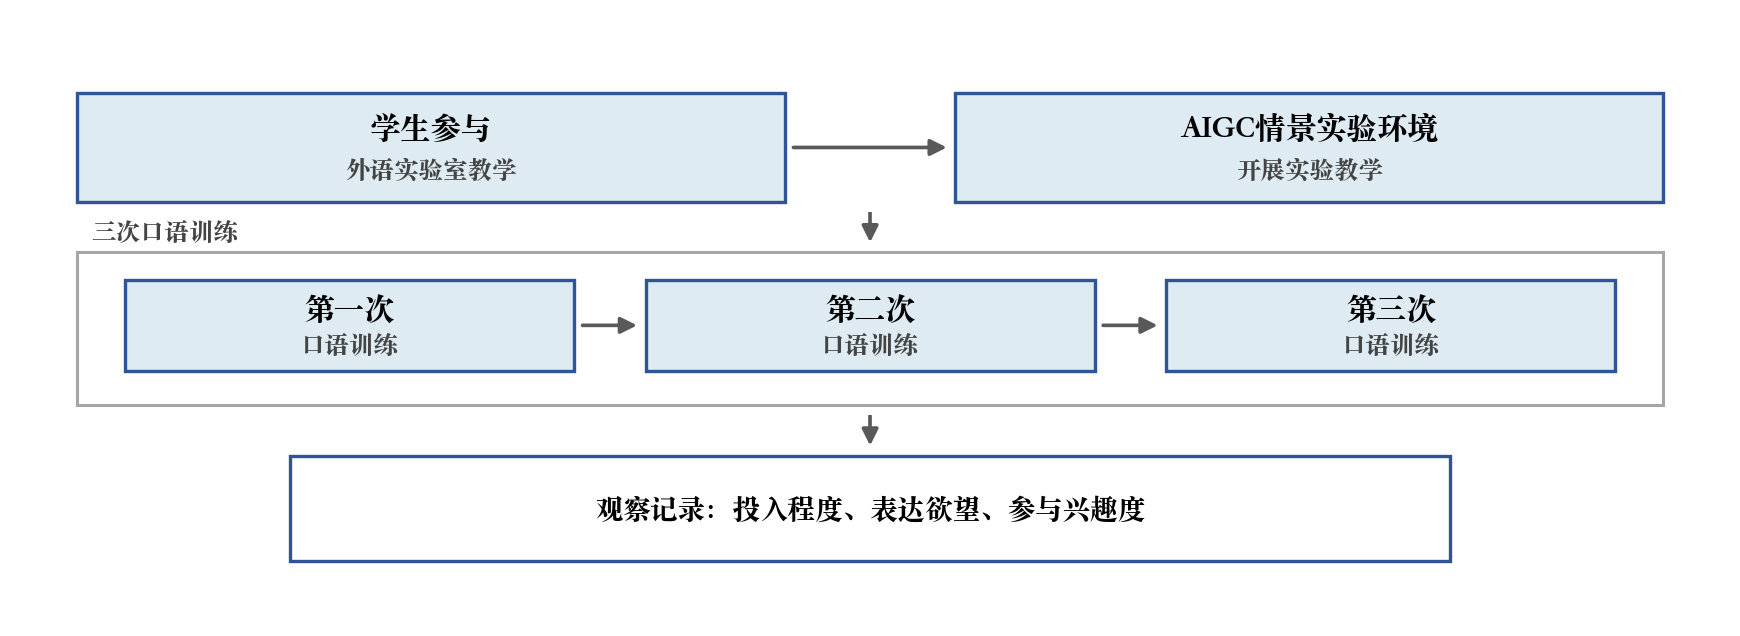 学生参与
外语实验室教学
AIGC情景实验环境
开展实验教学
三次口语训练
第一次
口语训练
第二次
口语训练
第三次
口语训练
观察记录：投入程度、表达欲望、参与兴趣度